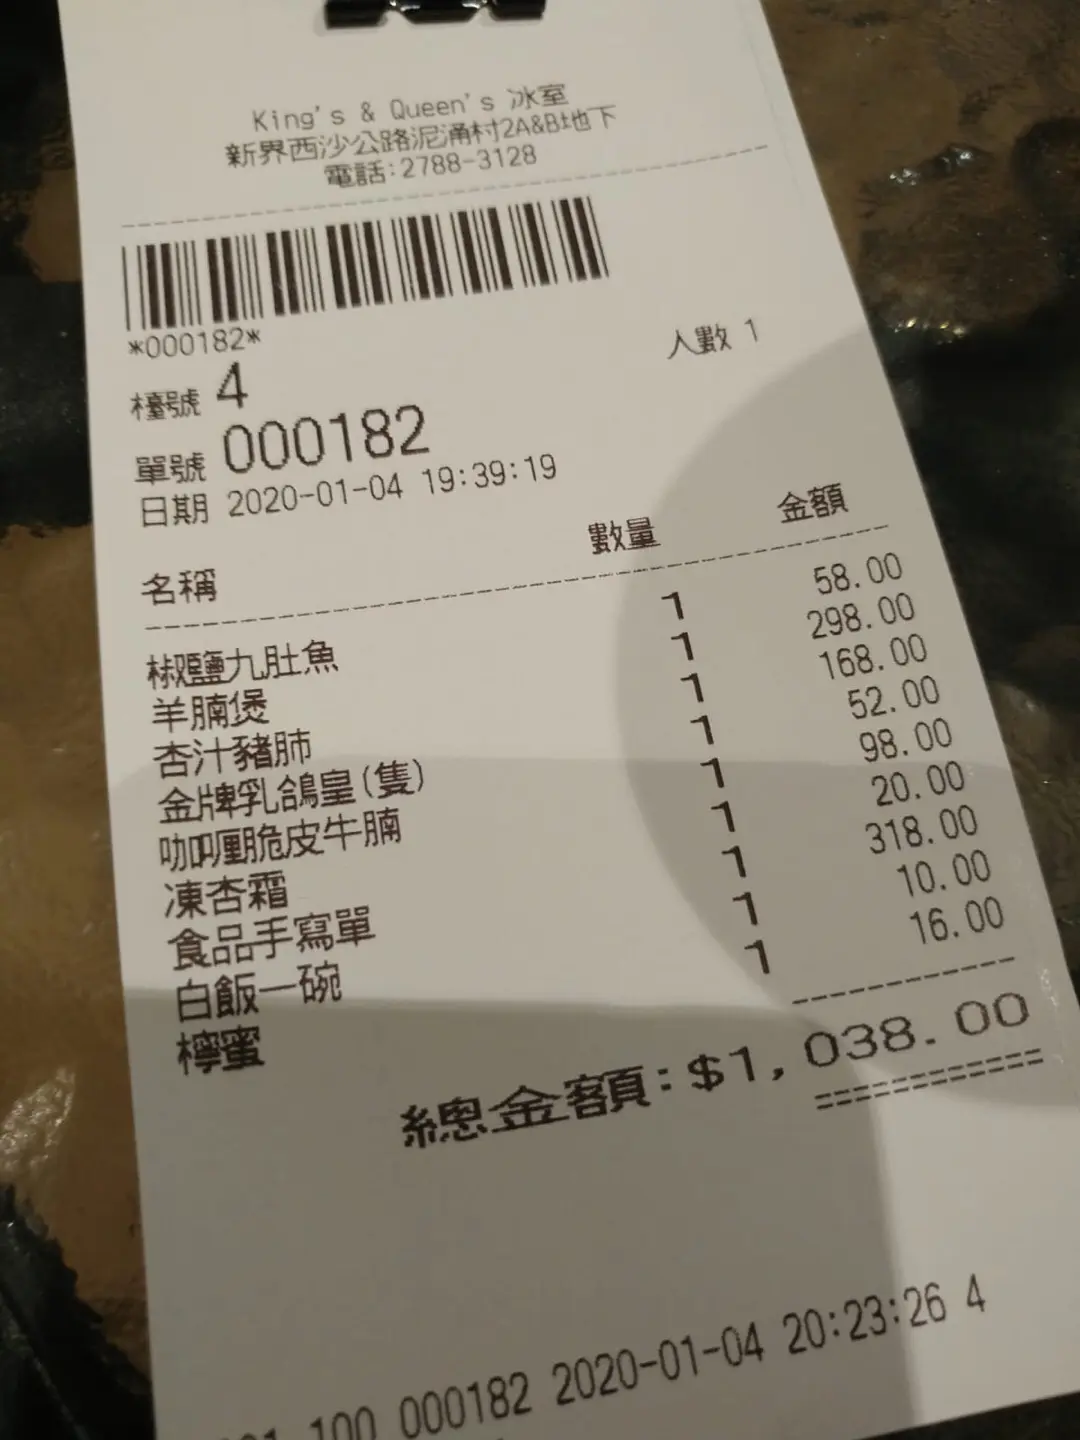 King's & Queen's 冰室
新界西沙公路泥涌村2A&B地下
電話:2788-3128
*000182*
人數 1
檯號 4
單號 000182
日期 2020-01-04 19:39:19
名稱 數量 金額
椒鹽九肚魚 1 58.00
羊腩煲 1 298.00
杏汁豬肺 1 168.00
金牌乳鴿皇(隻) 1 52.00
咖喱脆皮牛腩 1 98.00
凍杏霜 1 20.00
食品手寫單 1 318.00
白飯一碗 1 10.00
檸蜜 1 16.00
總金額:$1,038.00
100 000182 2020-01-04 20:23:26 4